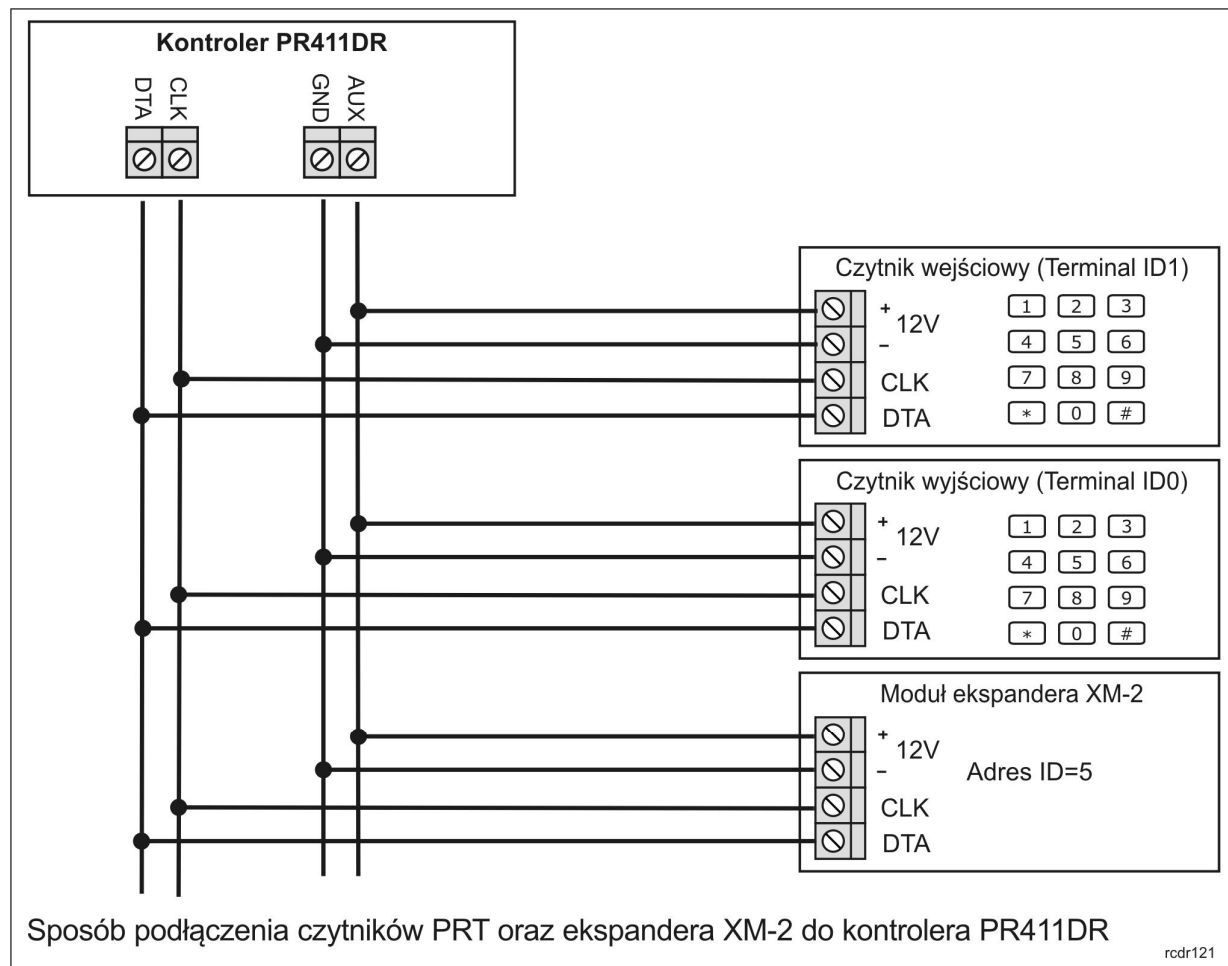 Kontroler PR411DR
DTA CLK GND AUX
Czytnik wejściowy (Terminal ID1)
+ 12V
–
CLK
DTA
1 2 3
4 5 6
7 8 9
* 0 #
Czytnik wyjściowy (Terminal ID0)
+ 12V
–
CLK
DTA
1 2 3
4 5 6
7 8 9
* 0 #
Moduł ekspandera XM-2
+ 12V
–
CLK
DTA
Adres ID=5
Sposób podłączenia czytników PRT oraz ekspandera XM-2 do kontrolera PR411DR
rcdr121